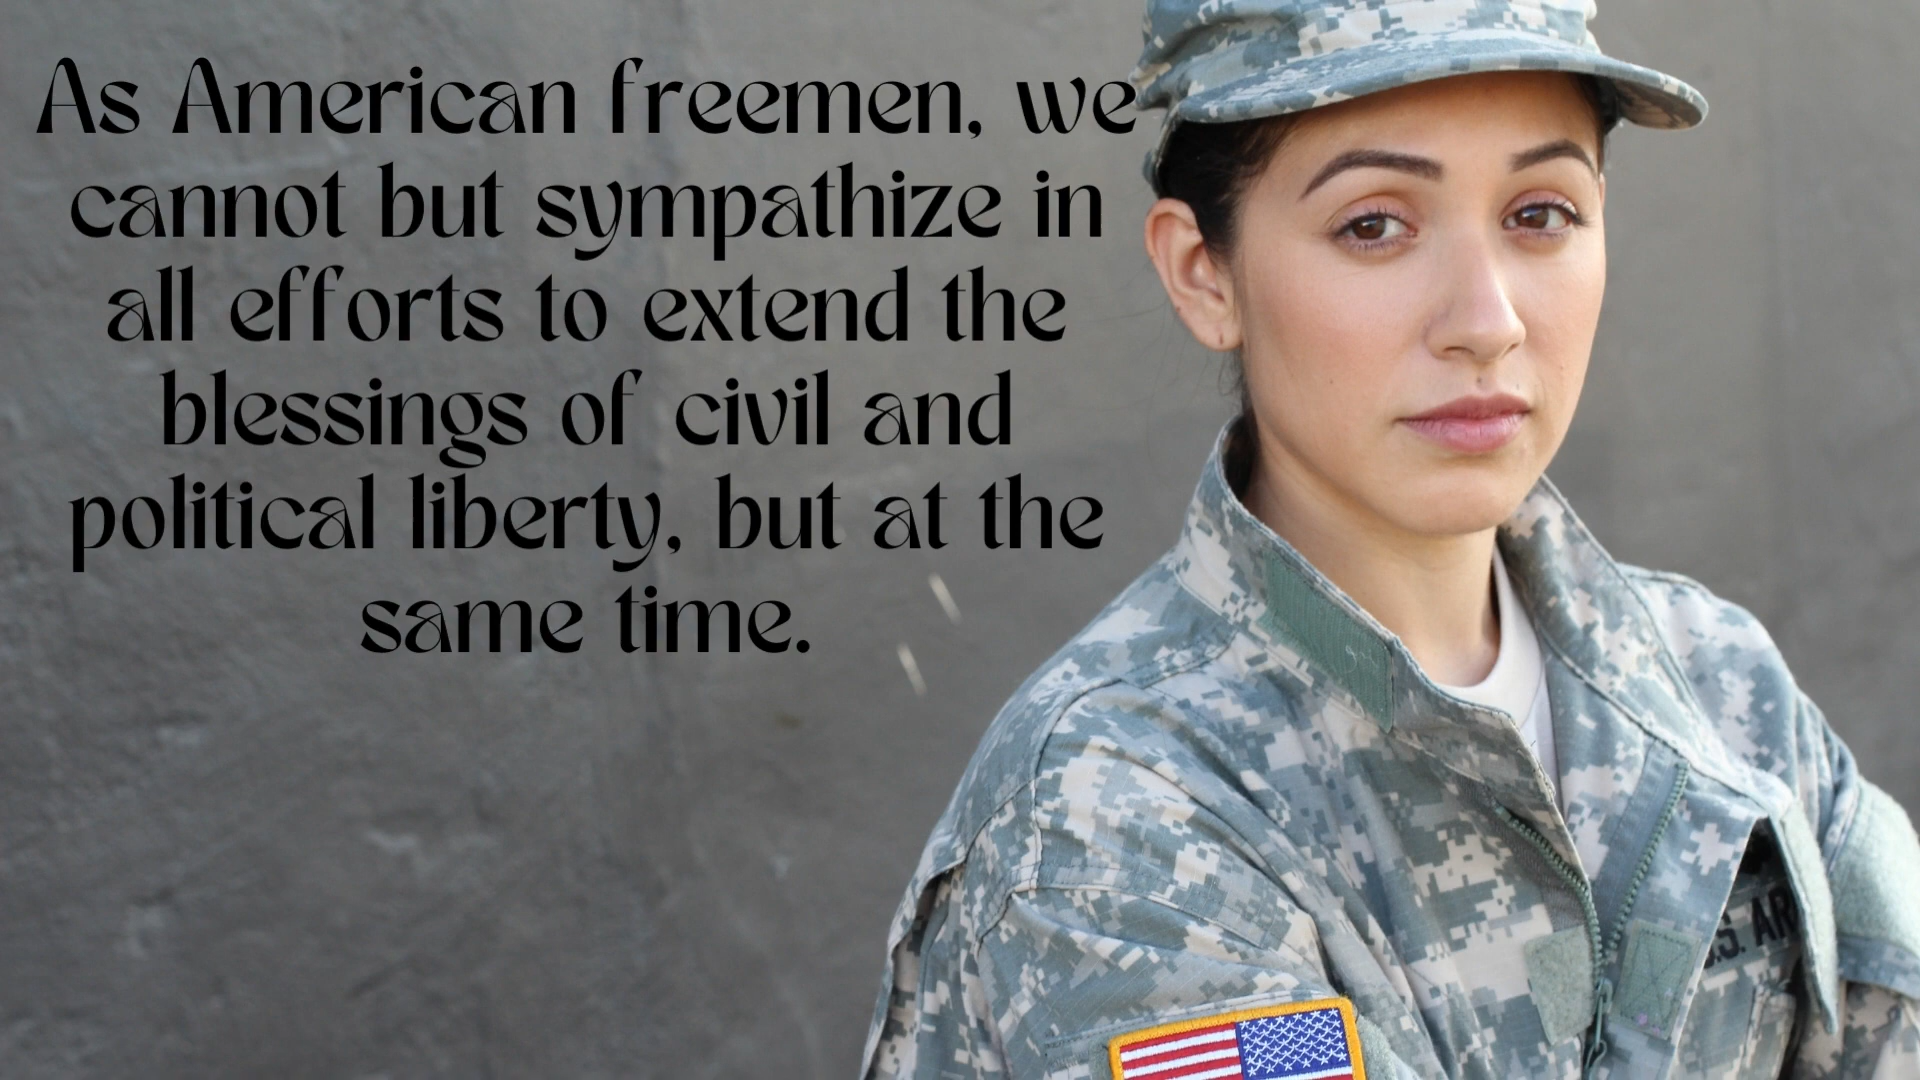 As American freemen, we
cannot but sympathize in
all efforts to extend the
blessings of civil and
political liberty, but at the
same time.